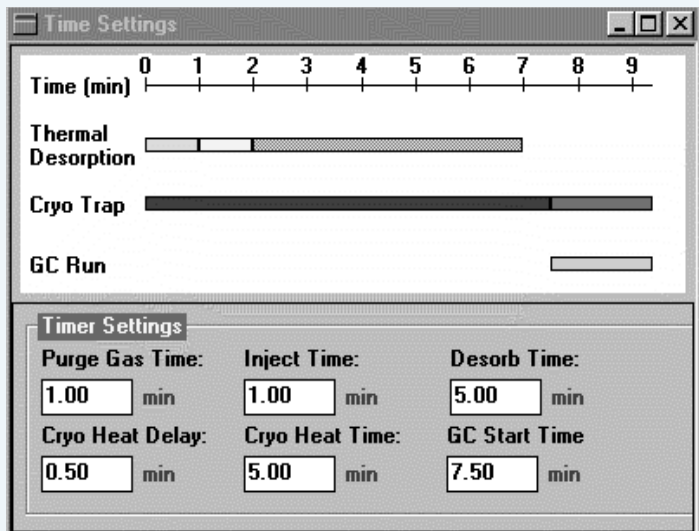 Time Settings
0 1 2 3 4 5 6 7 8 9
Time (min)
Thermal
Desorption
Cryo Trap
GC Run
Timer Settings
Purge Gas Time: Inject Time: Desorb Time:
1.00 min 1.00 min 5.00 min
Cryo Heat Delay: Cryo Heat Time: GC Start Time
0.50 min 5.00 min 7.50 min